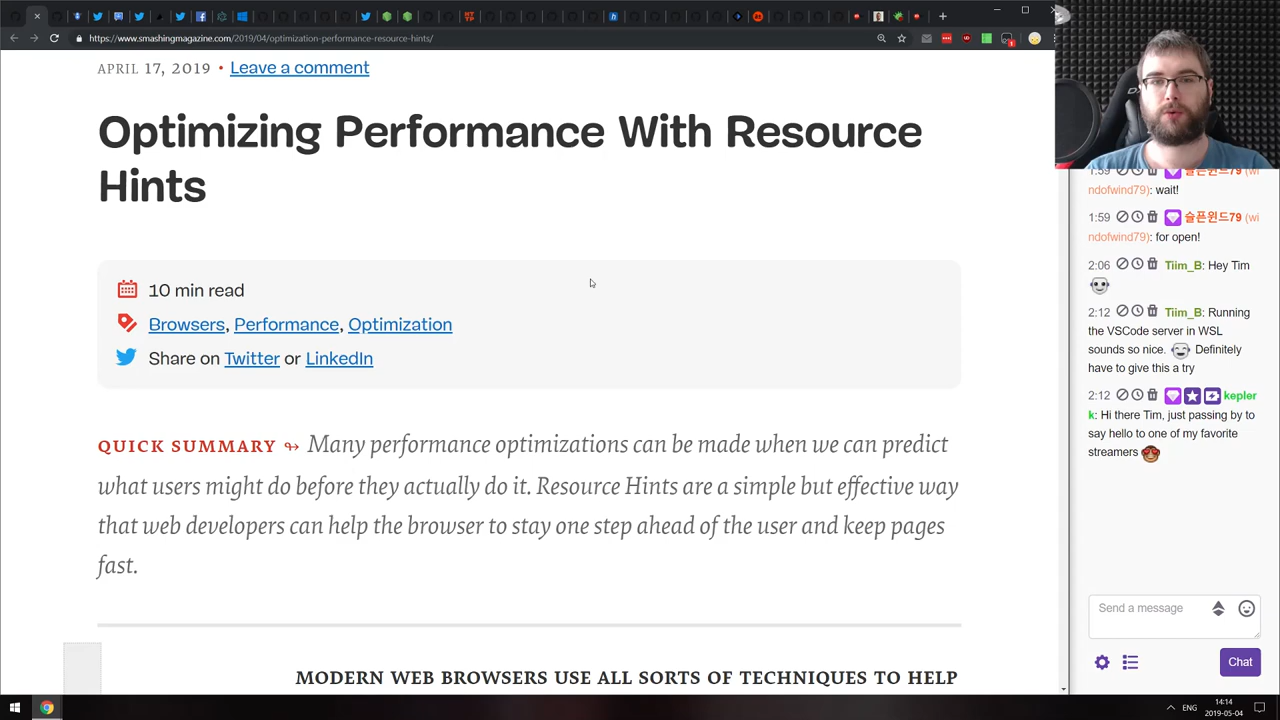 https://www.smashingmagazine.com/2019/04/optimization-performance-resource-hints/
APRIL 17, 2019 • Leave a comment
Optimizing Performance With Resource
Hints
10 min read
Browsers, Performance, Optimization
Share on Twitter or LinkedIn
QUICK SUMMARY ↬ Many performance optimizations can be made when we can predict
what users might do before they actually do it. Resource Hints are a simple but effective way
that web developers can help the browser to stay one step ahead of the user and keep pages
fast.
MODERN WEB BROWSERS USE ALL SORTS OF TECHNIQUES TO HELP
1:59 슬픈윈드79 (wi
ndofwind79): wait!
1:59 슬픈윈드79 (wi
ndofwind79): for open!
2:06 Tiim_B: Hey Tim
2:12 Tiim_B: Running
the VSCode server in WSL
sounds so nice. Definitely
have to give this a try
2:12 kepler
k: Hi there Tim, just passing by to
say hello to one of my favorite
streamers
Send a message
Chat
ENG
14:14
2019-05-04